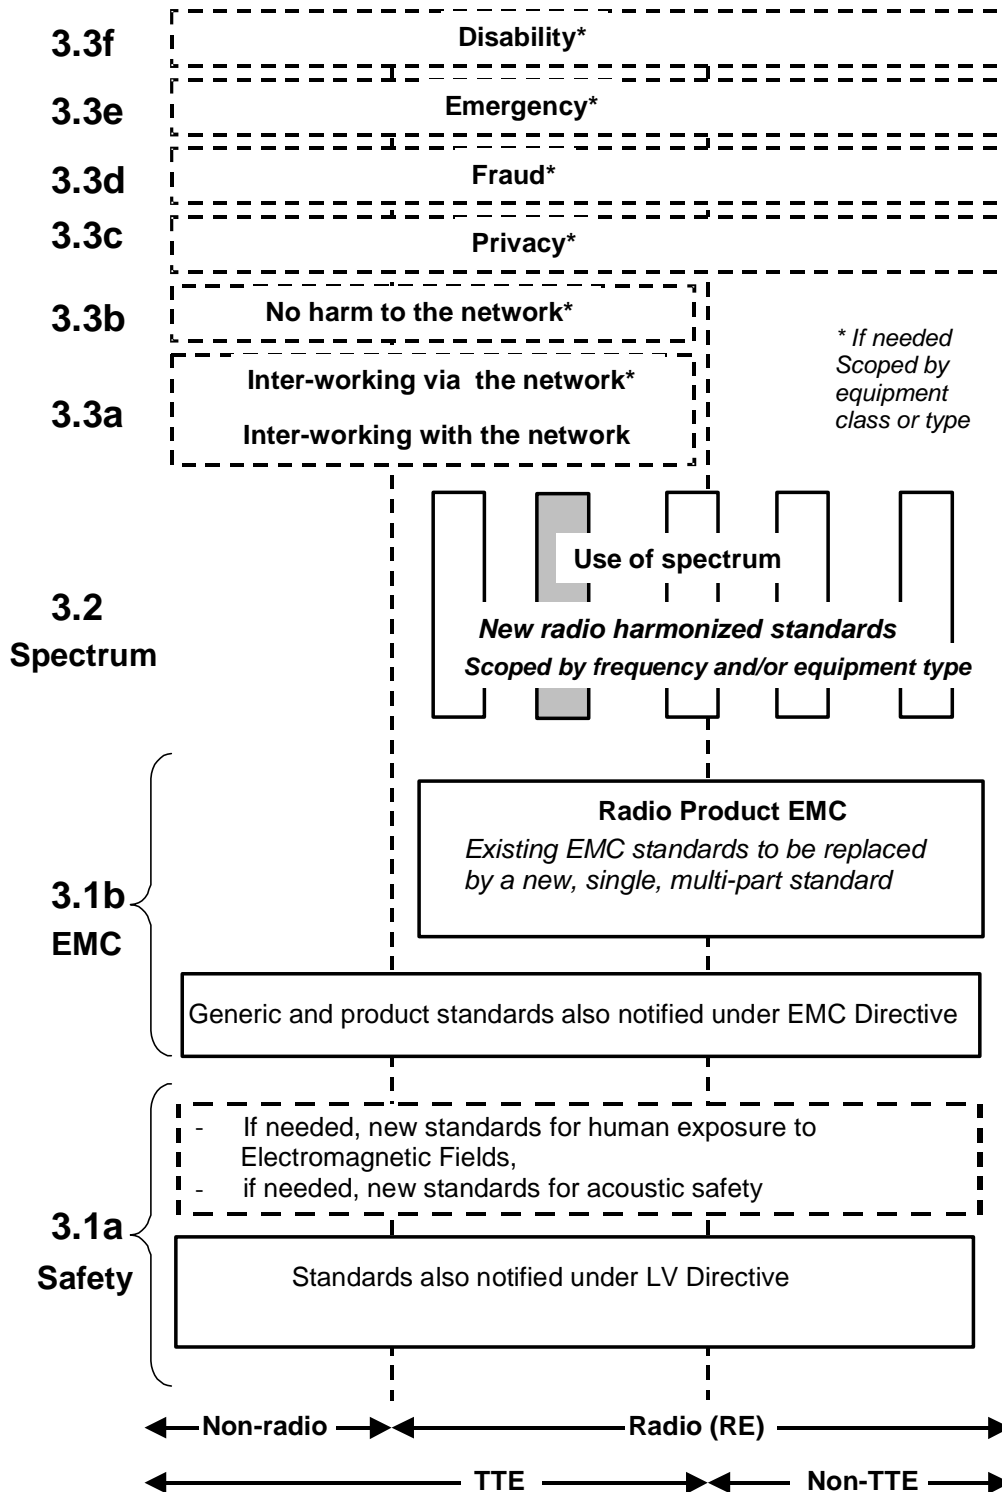 3.3f
Disability*
3.3e
Emergency*
3.3d
Fraud*
3.3c
Privacy*
3.3b
No harm to the network*
* If needed
Scoped by
equipment
class or type
3.3a
Inter-working via the network*
Inter-working with the network
3.2
Spectrum
Use of spectrum
New radio harmonized standards
Scoped by frequency and/or equipment type
3.1b
EMC
Radio Product EMC
Existing EMC standards to be replaced
by a new, single, multi-part standard
Generic and product standards also notified under EMC Directive
3.1a
Safety
- If needed, new standards for human exposure to
Electromagnetic Fields,
- if needed, new standards for acoustic safety
Standards also notified under LV Directive
Non-radio
Radio (RE)
TTE
Non-TTE